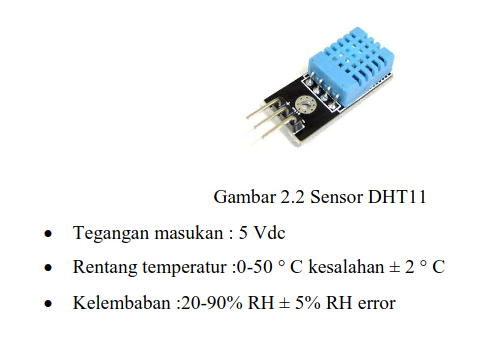 Gambar 2.2 Sensor DHT11
• Tegangan masukan : 5 Vdc
• Rentang temperatur :0-50 ° C kesalahan ± 2 ° C
• Kelembaban :20-90% RH ± 5% RH error